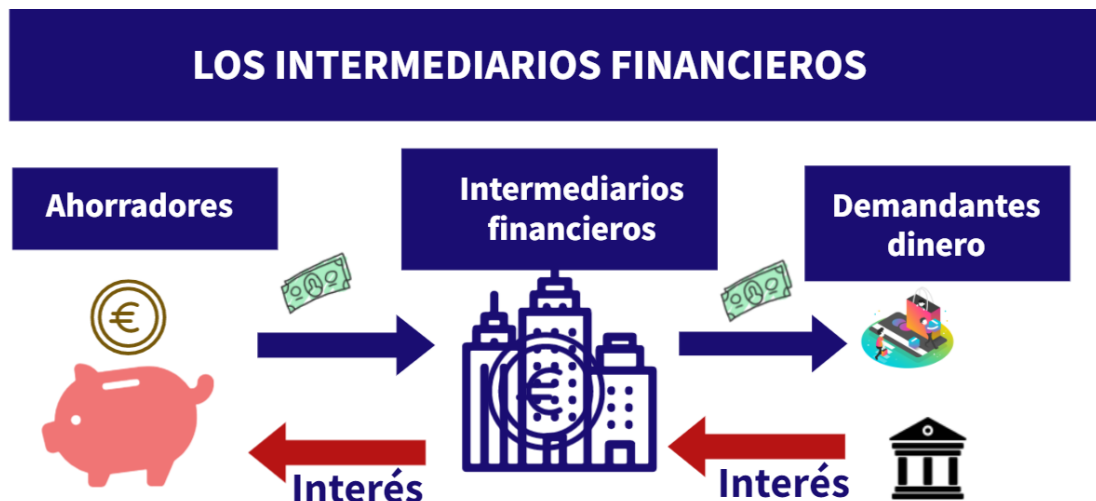 LOS INTERMEDIARIOS FINANCIEROS
Ahorradores
Intermediarios
financieros
Demandantes
dinero
€
€
Interés
Interés